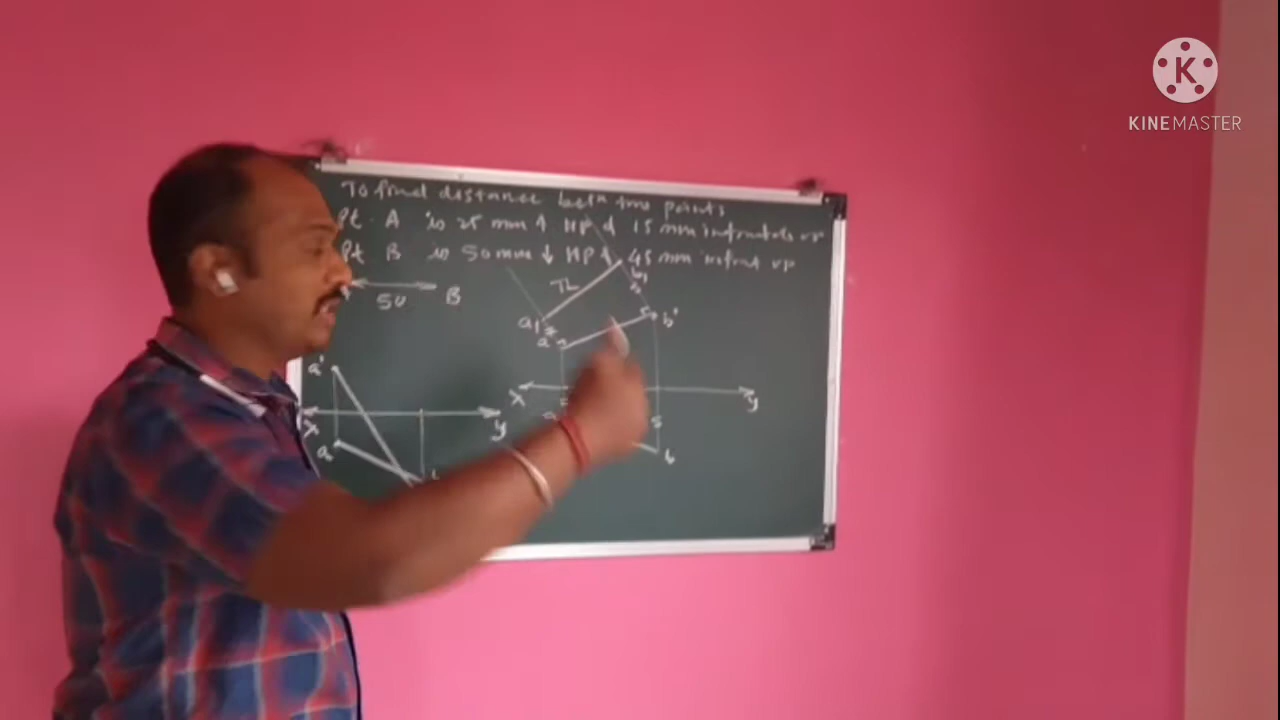 To find distance betn two points
Pt. A is 25 mm ↑ HP & 15 mm infront of VP
Pt B is 50 mm ↓ HP & 45 mm infront VP
50 B
TL
a1
b1'
a'
b'
X
y
b
a'
X
y
a
K
KINEMASTER